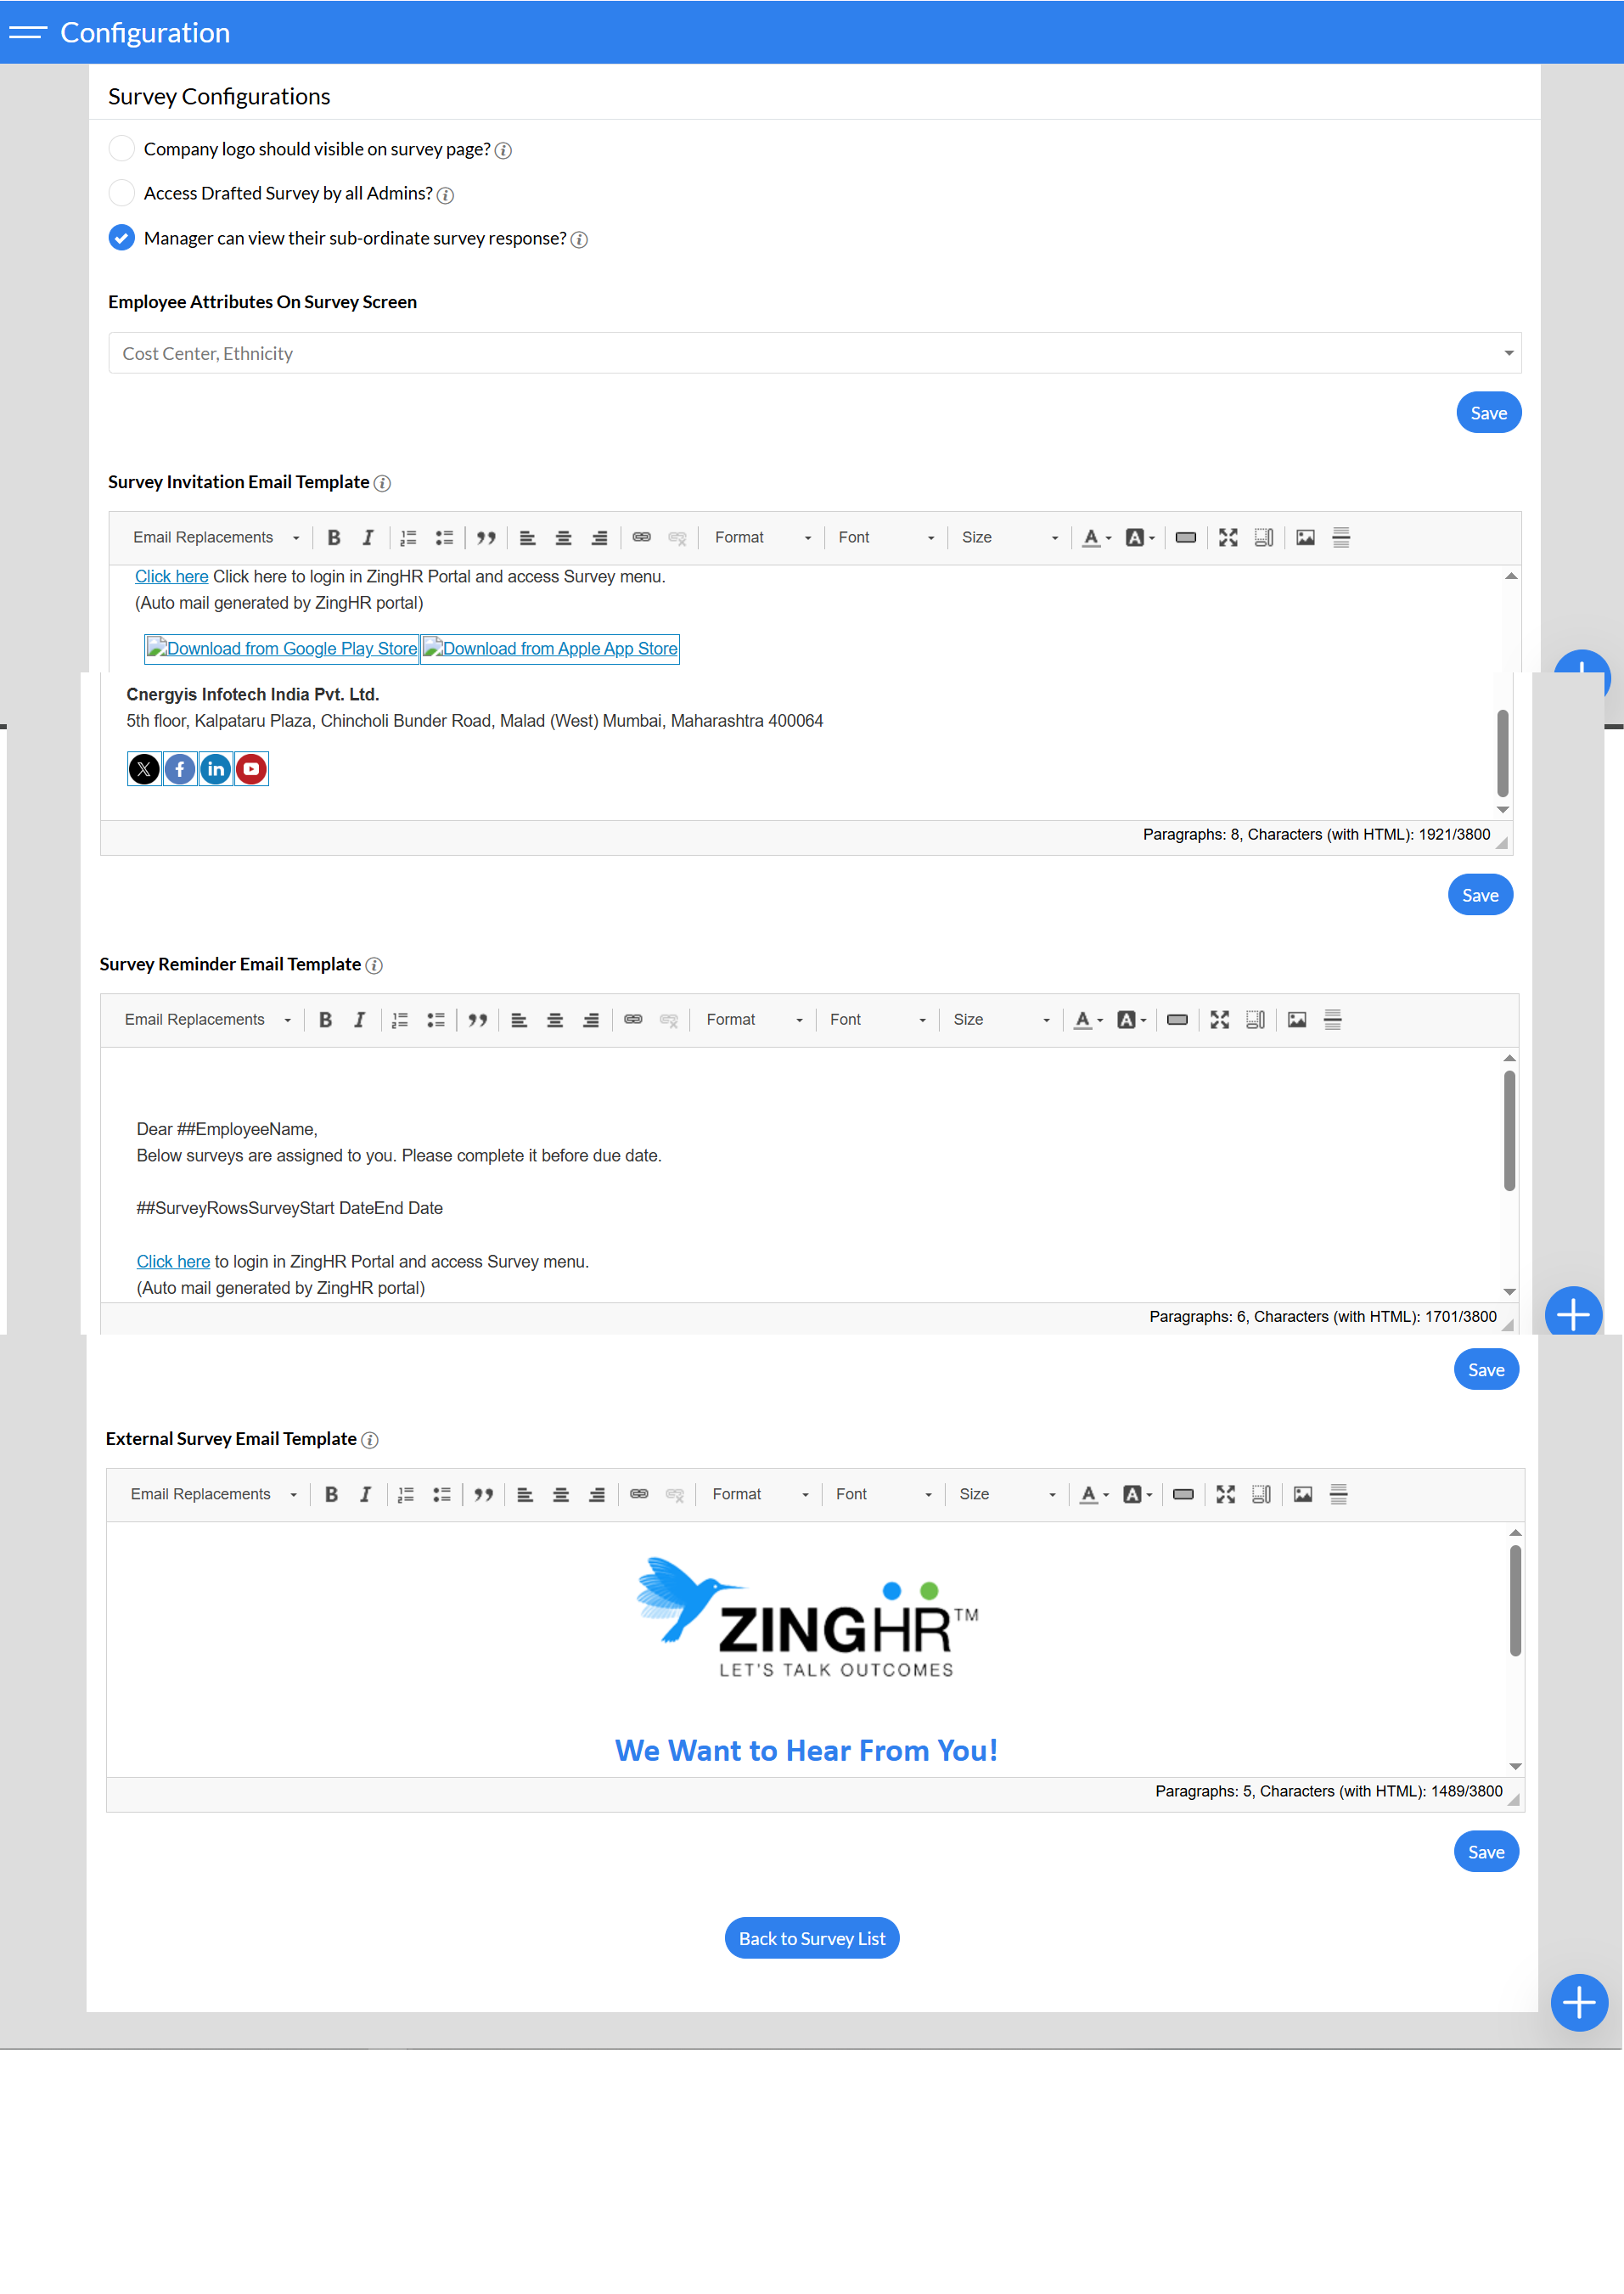 Configuration
Survey Configurations
Company logo should visible on survey page?
Access Drafted Survey by all Admins?
Manager can view their sub-ordinate survey response?
Employee Attributes On Survey Screen
Cost Center, Ethnicity
Save
Survey Invitation Email Template
Email Replacements B I Format Font Size A A
Click here Click here to login in ZingHR Portal and access Survey menu.
(Auto mail generated by ZingHR portal)
Download from Google Play Store Download from Apple App Store
Cnergyis Infotech India Pvt. Ltd.
5th floor, Kalpataru Plaza, Chincholi Bunder Road, Malad (West) Mumbai, Maharashtra 400064
Paragraphs: 8, Characters (with HTML): 1921/3800
Save
Survey Reminder Email Template
Email Replacements B I Format Font Size A A
Dear ##EmployeeName,
Below surveys are assigned to you. Please complete it before due date.
##SurveyRowsSurveyStart DateEnd Date
Click here to login in ZingHR Portal and access Survey menu.
(Auto mail generated by ZingHR portal)
Paragraphs: 6, Characters (with HTML): 1701/3800
Save
External Survey Email Template
Email Replacements B I Format Font Size A A
ZINGHR™
LET'S TALK OUTCOMES
We Want to Hear From You!
Paragraphs: 5, Characters (with HTML): 1489/3800
Save
Back to Survey List